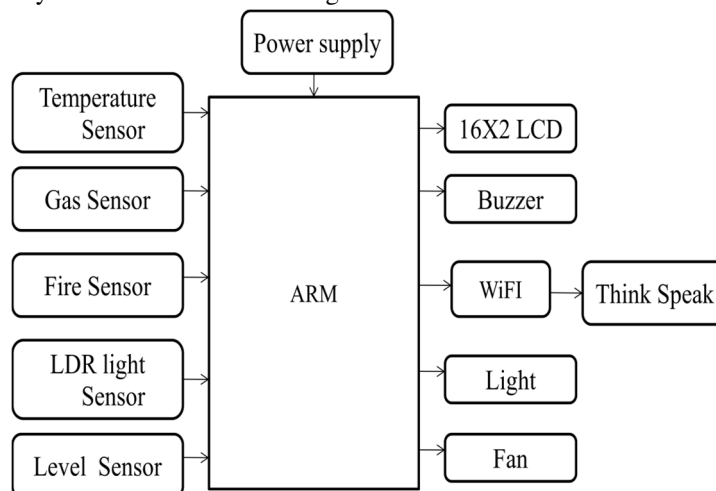 Power supply
Temperature
Sensor
Gas Sensor
Fire Sensor
LDR light
Sensor
Level Sensor
ARM
16X2 LCD
Buzzer
WiFI
Think Speak
Light
Fan